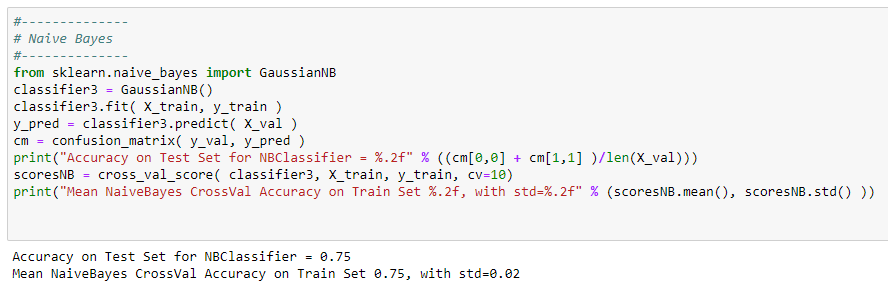 #--------------
# Naive Bayes
#--------------
from sklearn.naive_bayes import GaussianNB
classifier3 = GaussianNB()
classifier3.fit( X_train, y_train )
y_pred = classifier3.predict( X_val )
cm = confusion_matrix( y_val, y_pred )
print("Accuracy on Test Set for NBClassifier = %.2f" % ((cm[0,0] + cm[1,1] )/len(X_val)))
scoresNB = cross_val_score( classifier3, X_train, y_train, cv=10)
print("Mean NaiveBayes CrossVal Accuracy on Train Set %.2f, with std=%.2f" % (scoresNB.mean(), scoresNB.std() ))
Accuracy on Test Set for NBClassifier = 0.75
Mean NaiveBayes CrossVal Accuracy on Train Set 0.75, with std=0.02